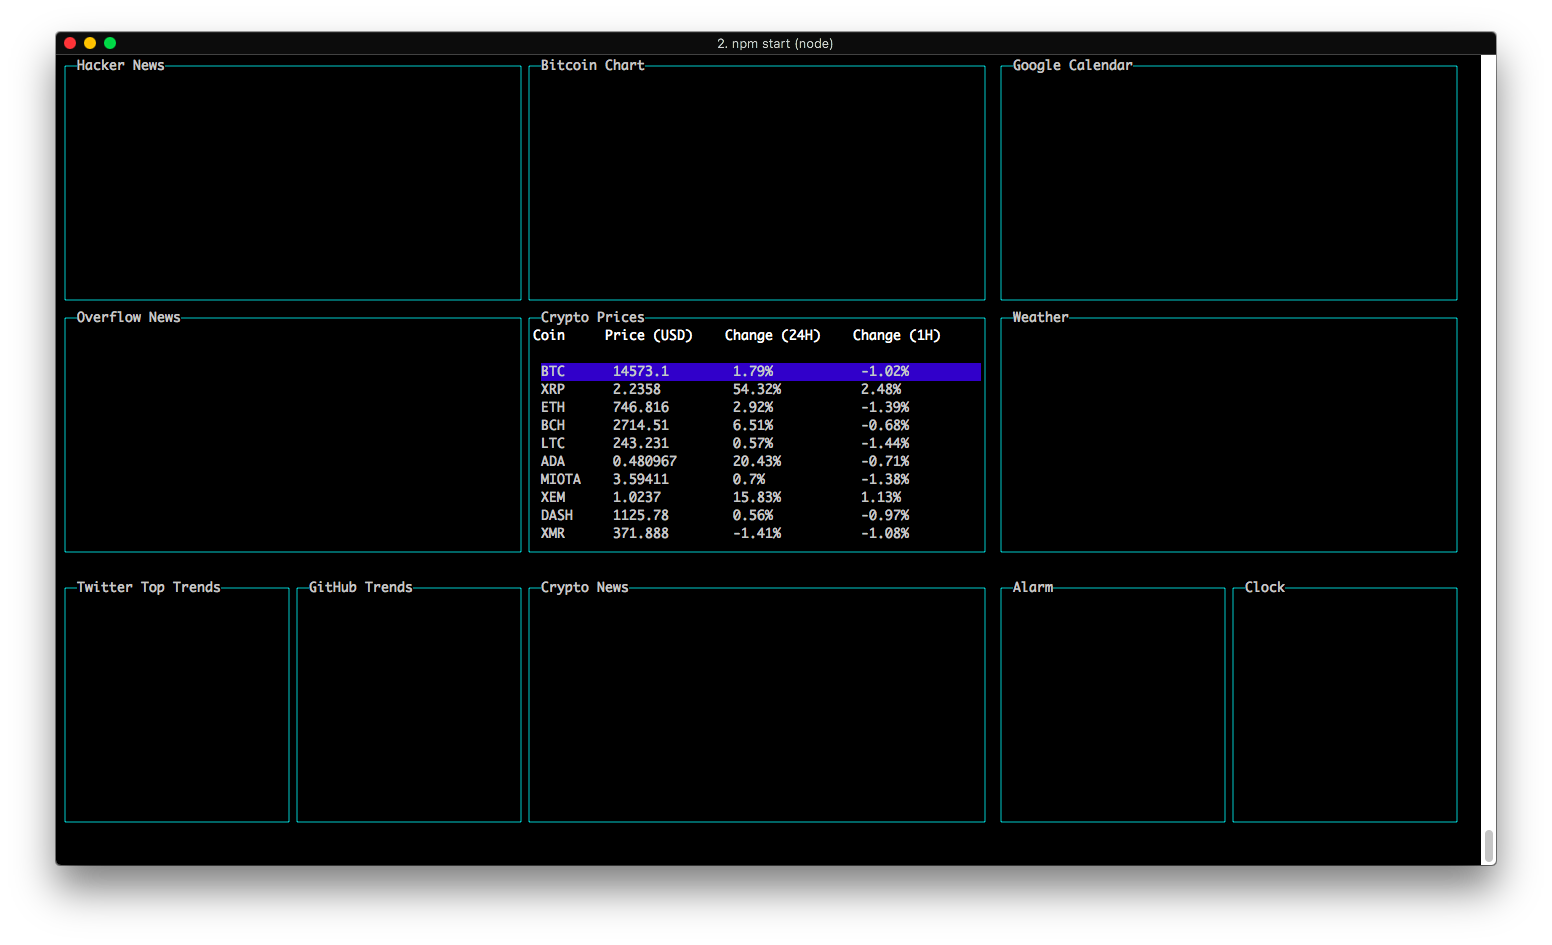 2. npm start (node)
Hacker News
Bitcoin Chart
Google Calendar
Overflow News
Crypto Prices
Coin Price (USD) Change (24H) Change (1H)
BTC 14573.1 1.79% -1.02%
XRP 2.2358 54.32% 2.48%
ETH 746.816 2.92% -1.39%
BCH 2714.51 6.51% -0.68%
LTC 243.231 0.57% -1.44%
ADA 0.480967 20.43% -0.71%
MIOTA 3.59411 0.7% -1.38%
XEM 1.0237 15.83% 1.13%
DASH 1125.78 0.56% -0.97%
XMR 371.888 -1.41% -1.08%
Weather
Twitter Top Trends
GitHub Trends
Crypto News
Alarm
Clock